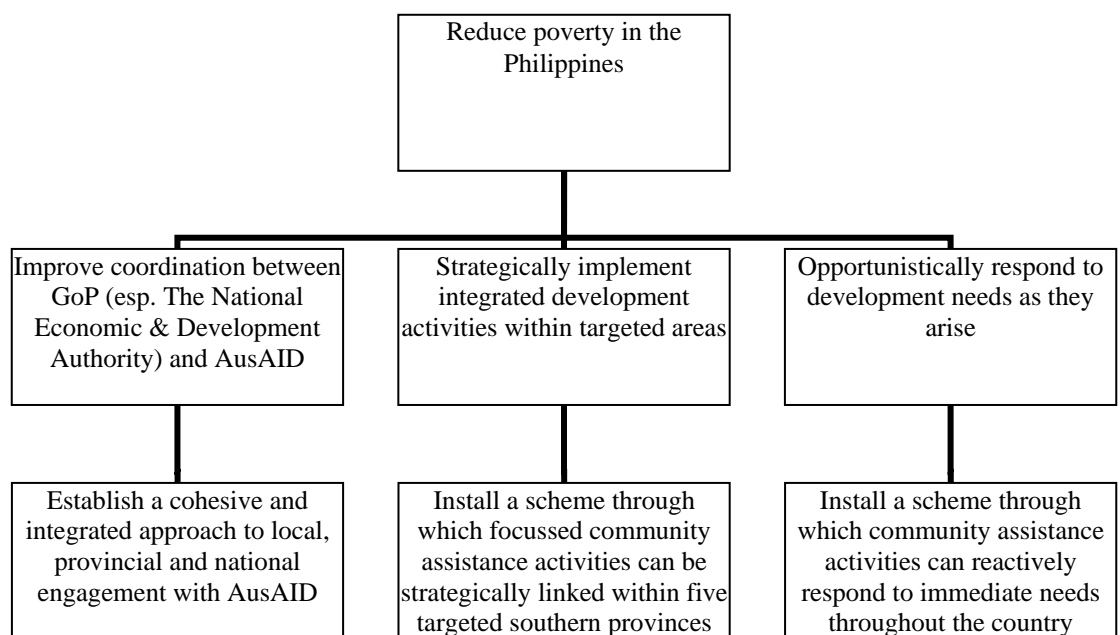 Reduce poverty in the
Philippines
Improve coordination between
GoP (esp. The National
Economic & Development
Authority) and AusAID
Strategically implement
integrated development
activities within targeted areas
Opportunistically respond to
development needs as they
arise
Establish a cohesive and
integrated approach to local,
provincial and national
engagement with AusAID
Install a scheme through
which focussed community
assistance activities can be
strategically linked within five
targeted southern provinces
Install a scheme through
which community assistance
activities can reactively
respond to immediate needs
throughout the country